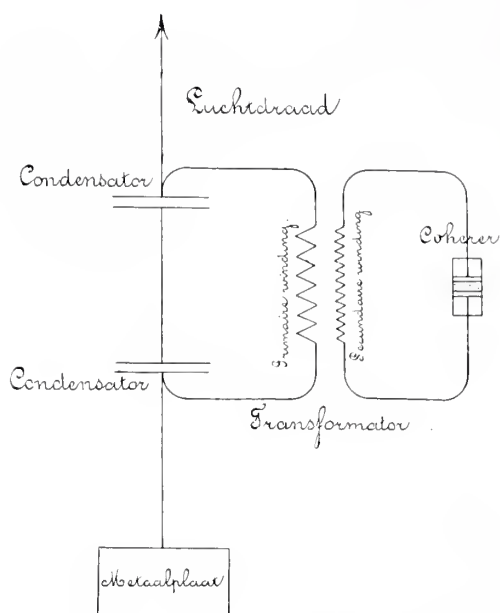 Luchtdraad
Condensator
Primaire winding.
Secundaire winding
Coherer
Condensator
Transformator
Metaalplaat